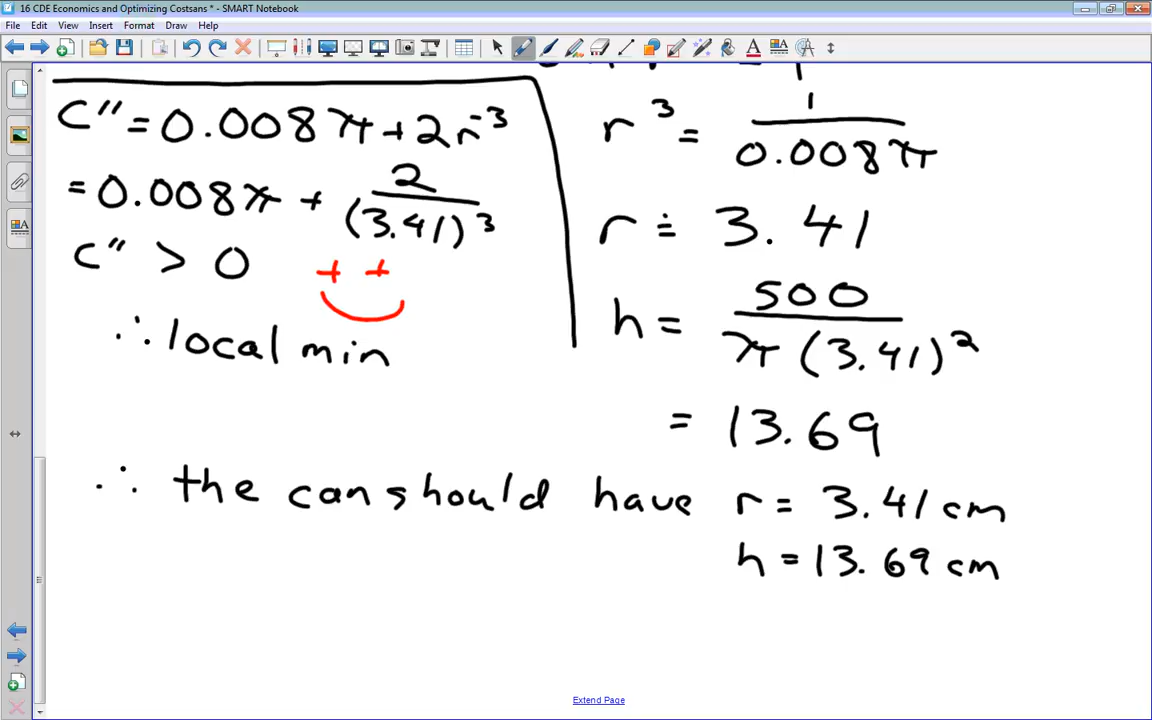 16 CDE Economics and Optimizing Costsans * - SMART Notebook
File Edit View Insert Format Tools Draw Help
C″ = 0.008π + 2r⁻³
= 0.008π + 2/(3.41)³
C″ > 0 + +
∴ local min
r³ = 1/0.008π
r ≐ 3.41
h = 500/π(3.41)²
= 13.69
∴ the can should have r = 3.41 cm
h = 13.69 cm
Extend Page